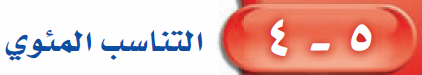 ٥ - ٤ التناسب المئوي